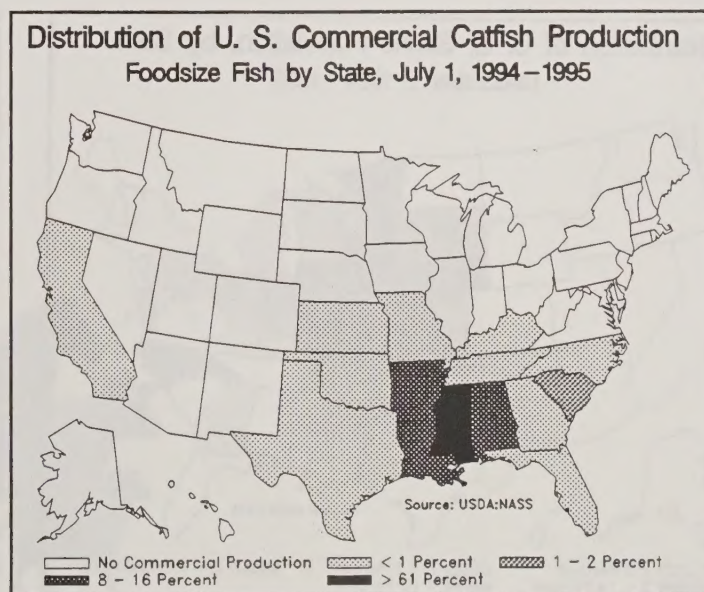 Distribution of U. S. Commercial Catfish Production
Foodsize Fish by State, July 1, 1994–1995
Source: USDA:NASS
No Commercial Production < 1 Percent 1 – 2 Percent
8 – 16 Percent > 61 Percent